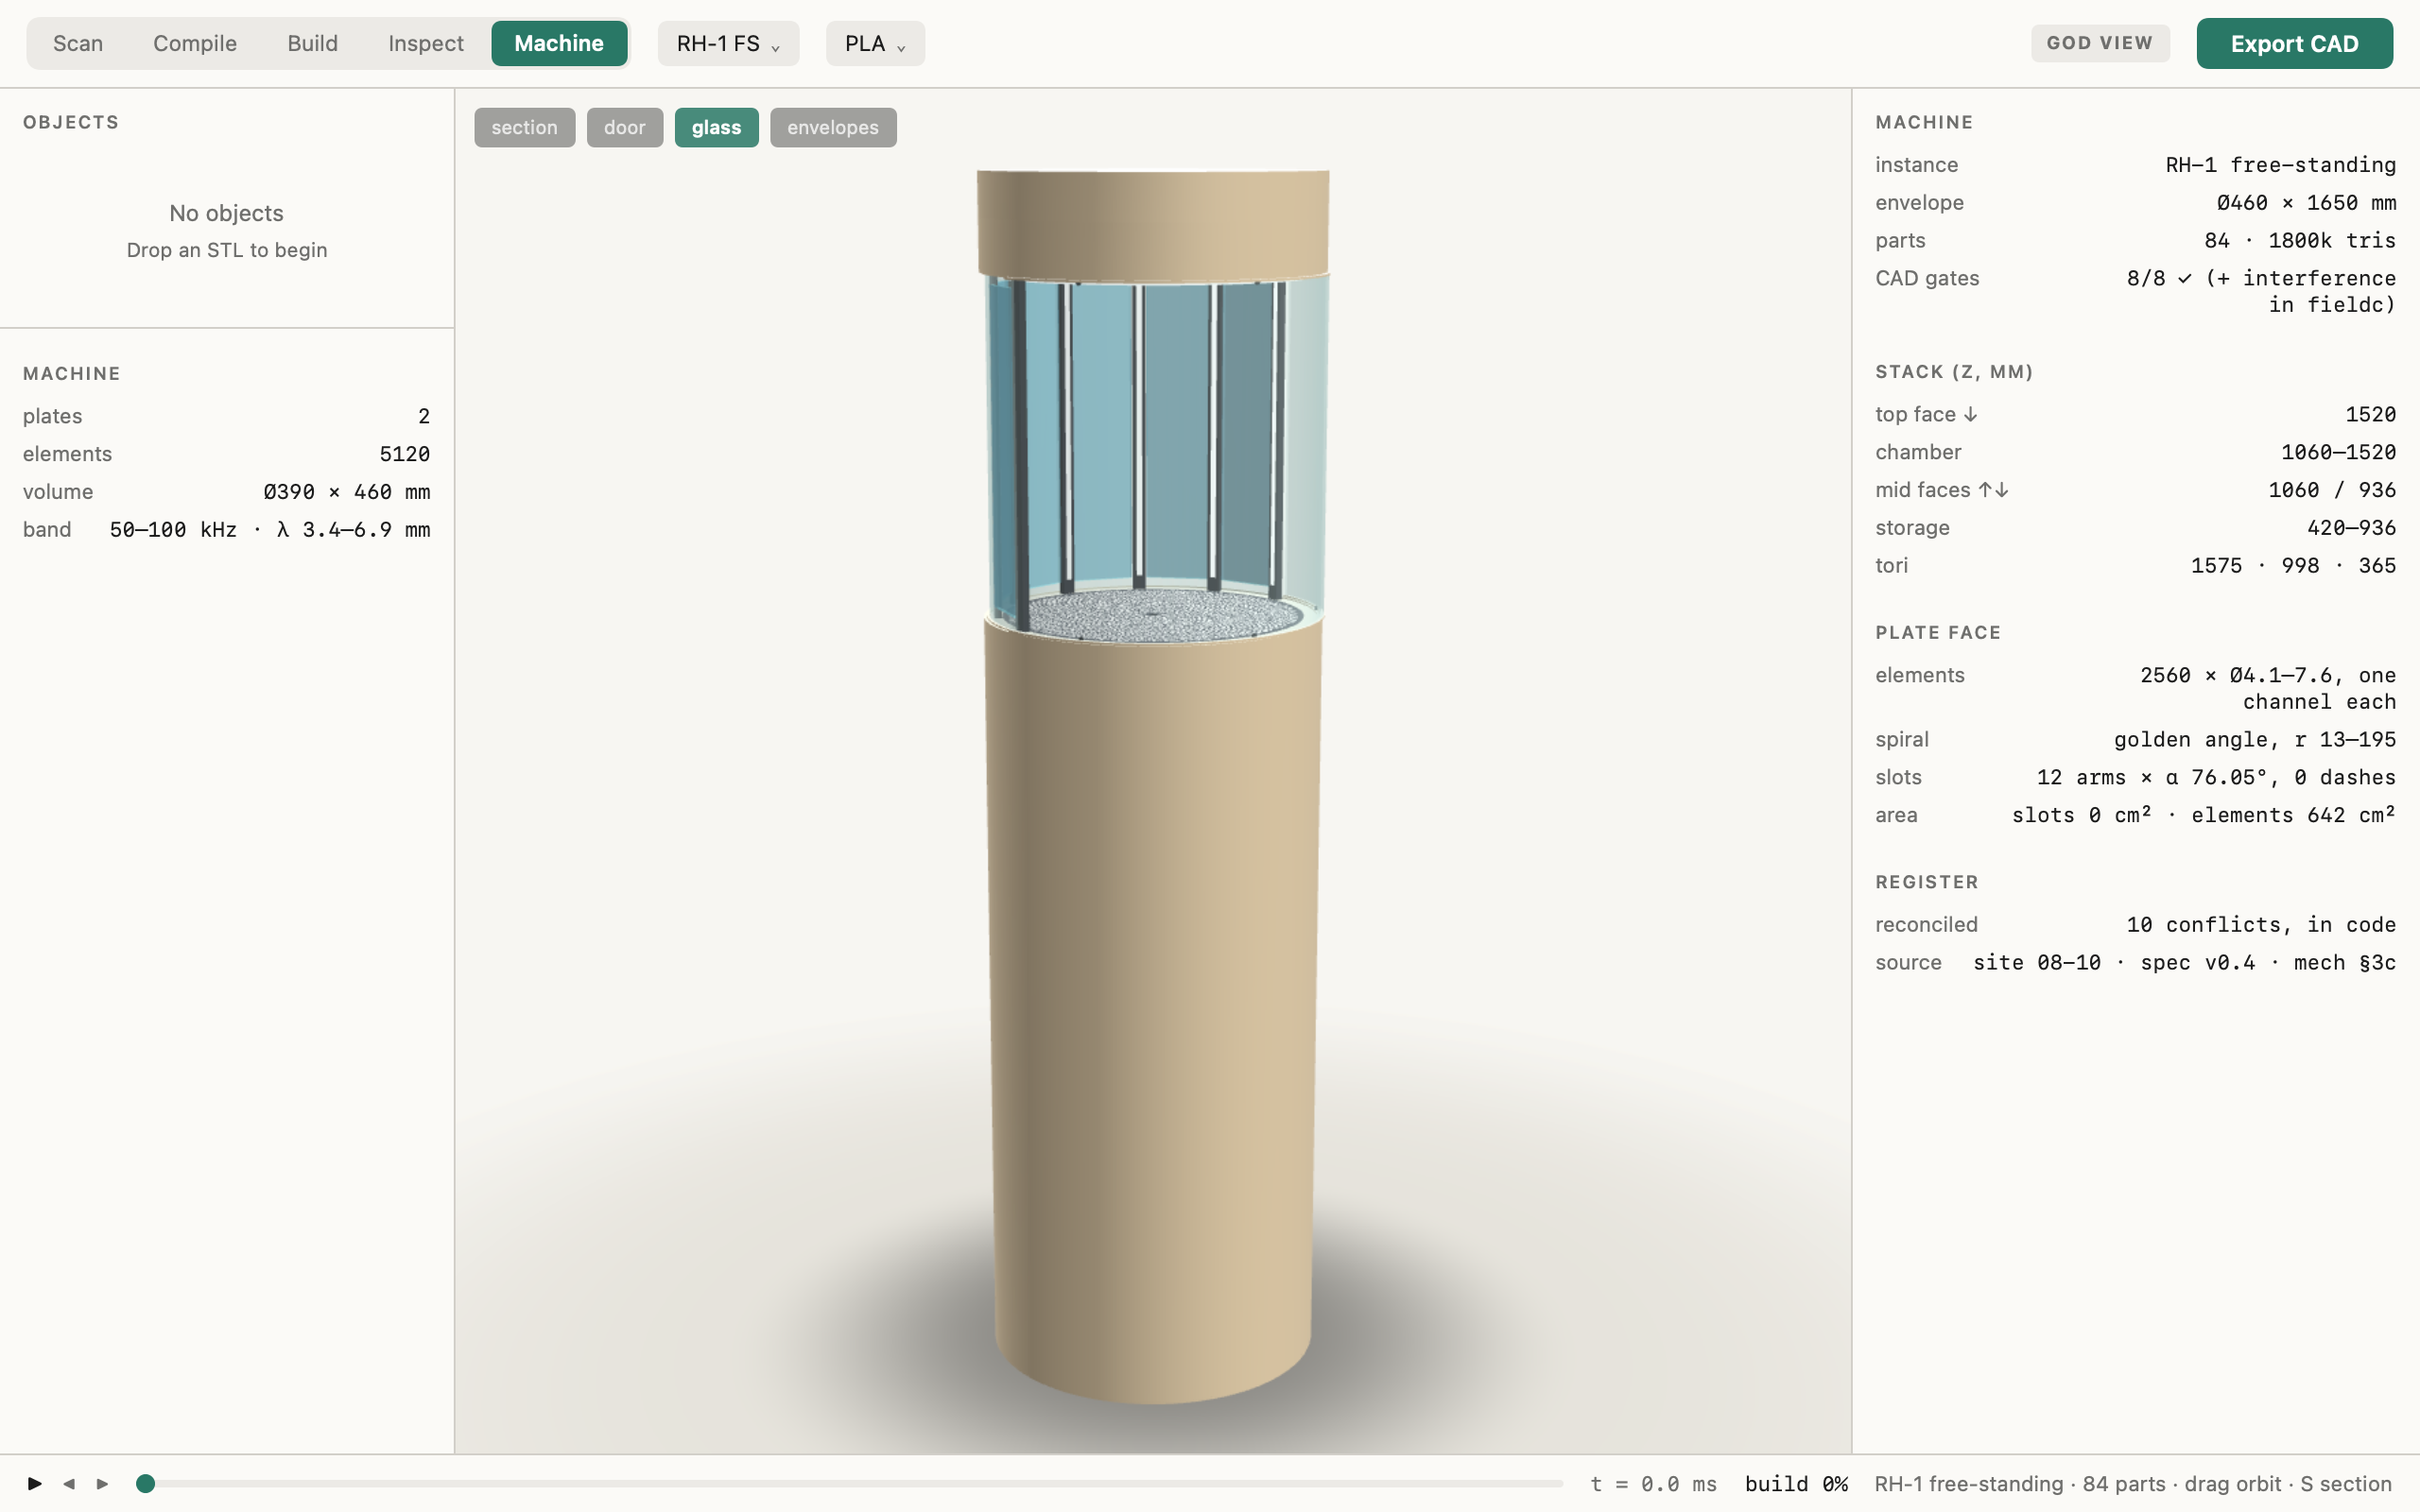 Scan Compile Build Inspect Machine RH-1 FS PLA GOD VIEW Export CAD
OBJECTS
No objects
Drop an STL to begin
MACHINE
plates 2
elements 5120
volume Ø390 × 460 mm
band 50–100 kHz · λ 3.4–6.9 mm
section door glass envelopes
MACHINE
instance RH–1 free-standing
envelope Ø460 × 1650 mm
parts 84 · 1800k tris
CAD gates 8/8 ✓ (+ interference
in fieldc)
STACK (Z, MM)
top face ↓ 1520
chamber 1060–1520
mid faces ↑↓ 1060 / 936
storage 420–936
tori 1575 · 998 · 365
PLATE FACE
elements 2560 × Ø4.1–7.6, one
channel each
spiral golden angle, r 13–195
slots 12 arms × α 76.05°, 0 dashes
area slots 0 cm² · elements 642 cm²
REGISTER
reconciled 10 conflicts, in code
source site 08–10 · spec v0.4 · mech §3c
t = 0.0 ms build 0% RH-1 free-standing · 84 parts · drag orbit · S section